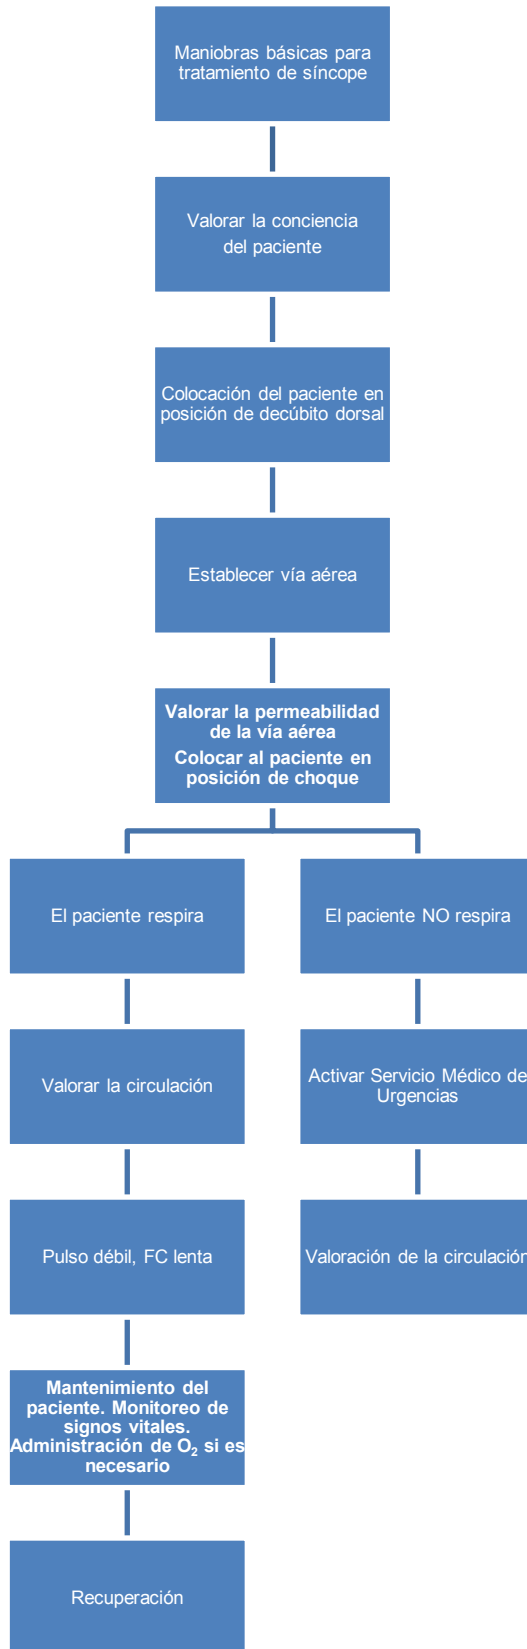 Maniobras básicas para
tratamiento de síncope
Valorar la conciencia
del paciente
Colocación del paciente en
posición de decúbito dorsal
Establecer vía aérea
Valorar la permeabilidad
de la vía aérea
Colocar al paciente en
posición de choque
El paciente respira
El paciente NO respira
Valorar la circulación
Activar Servicio Médico de
Urgencias
Pulso débil, FC lenta
Valoración de la circulación
Mantenimiento del
paciente. Monitoreo de
signos vitales.
Administración de O₂ si es
necesario
Recuperación